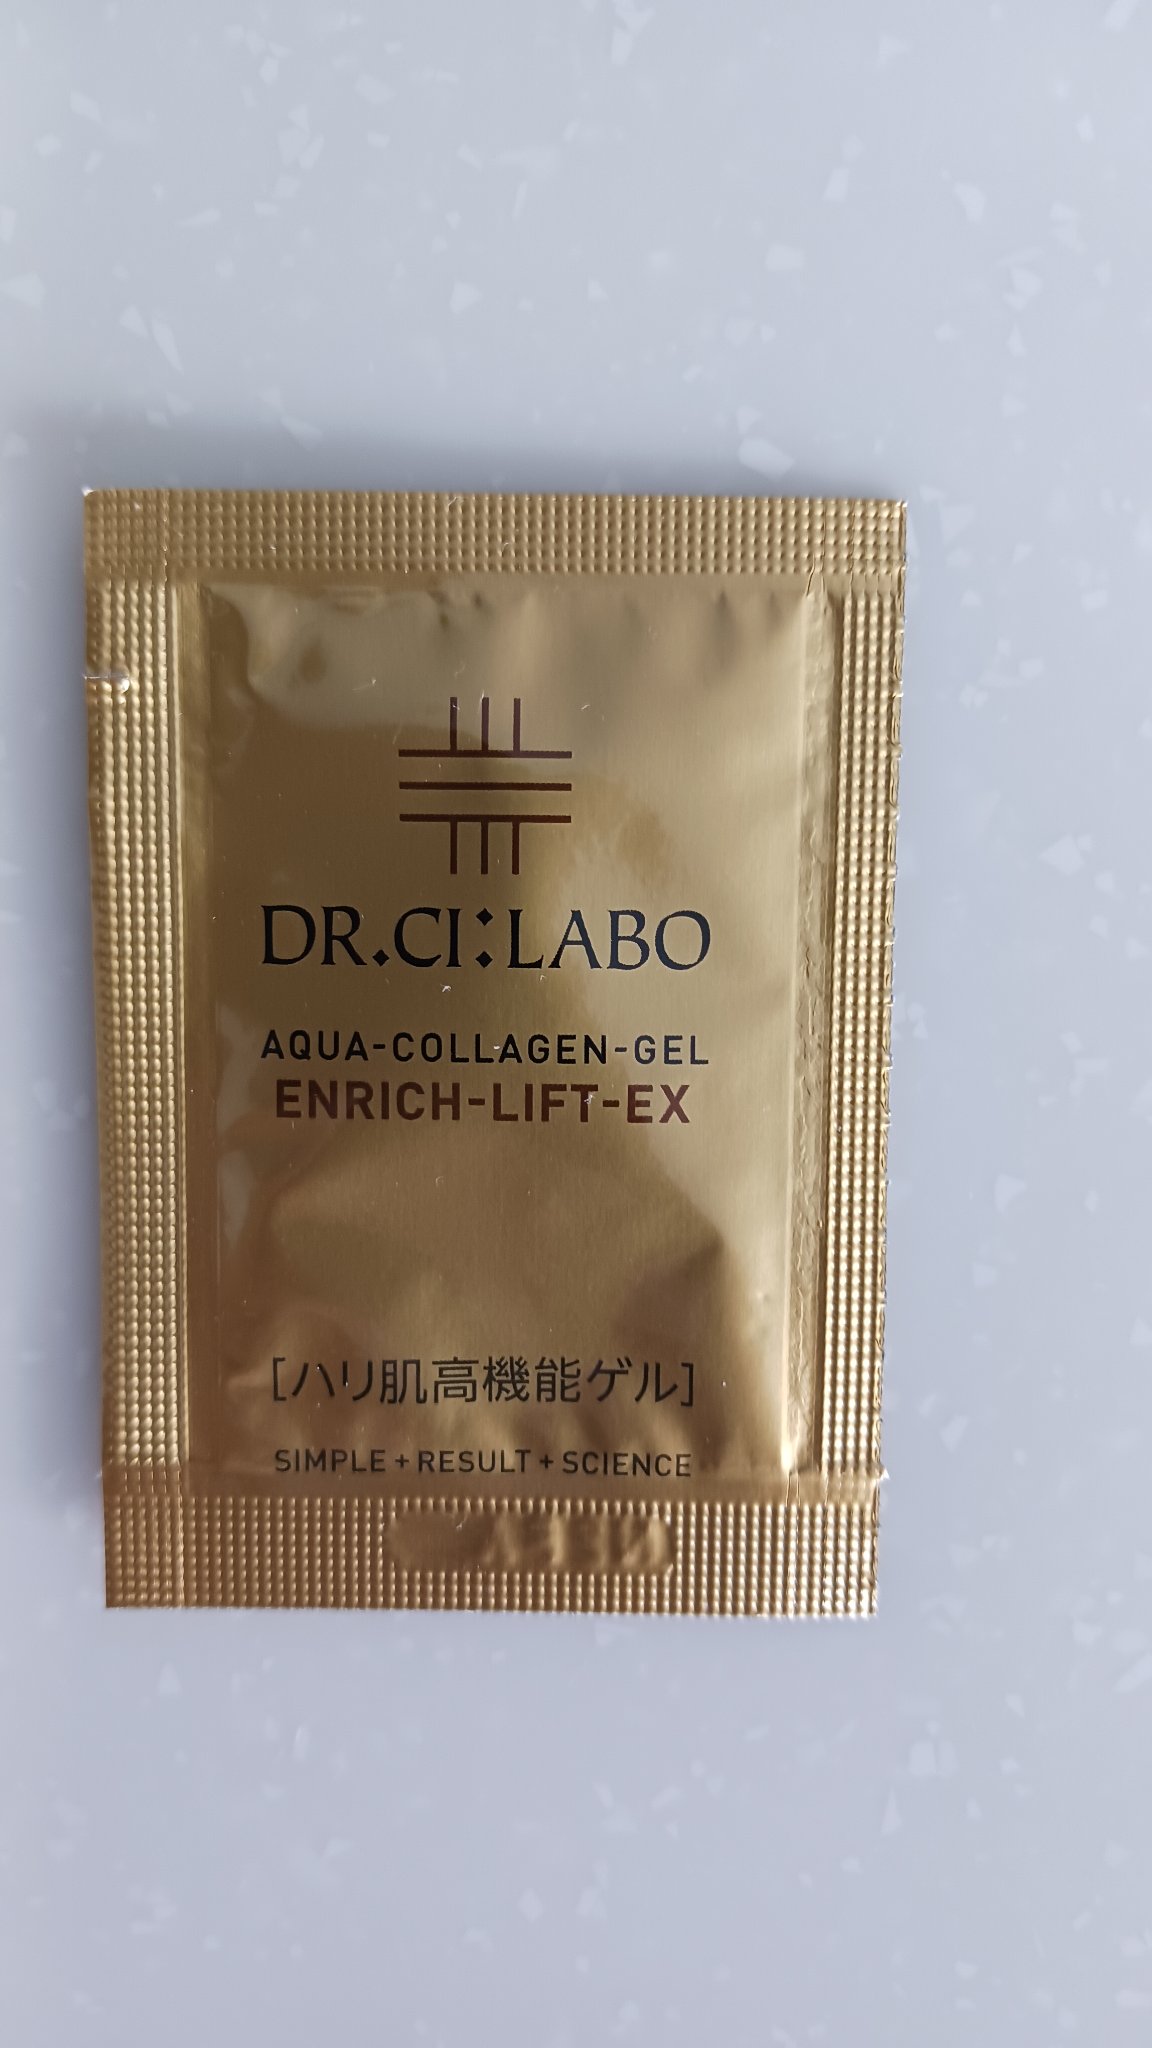 DR.CI:LABO
AQUA-COLLAGEN-GEL
ENRICH-LIFT-EX
[ハリ肌高機能ゲル]
SIMPLE+RESULT+SCIENCE